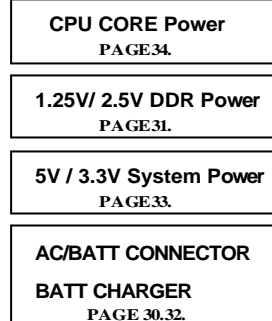 CPU CORE Power
PAGE34.
1.25V/ 2.5V DDR Power
PAGE31.
5V / 3.3V System Power
PAGE33.
AC/BATT CONNECTOR
BATT CHARGER
PAGE 30.32.